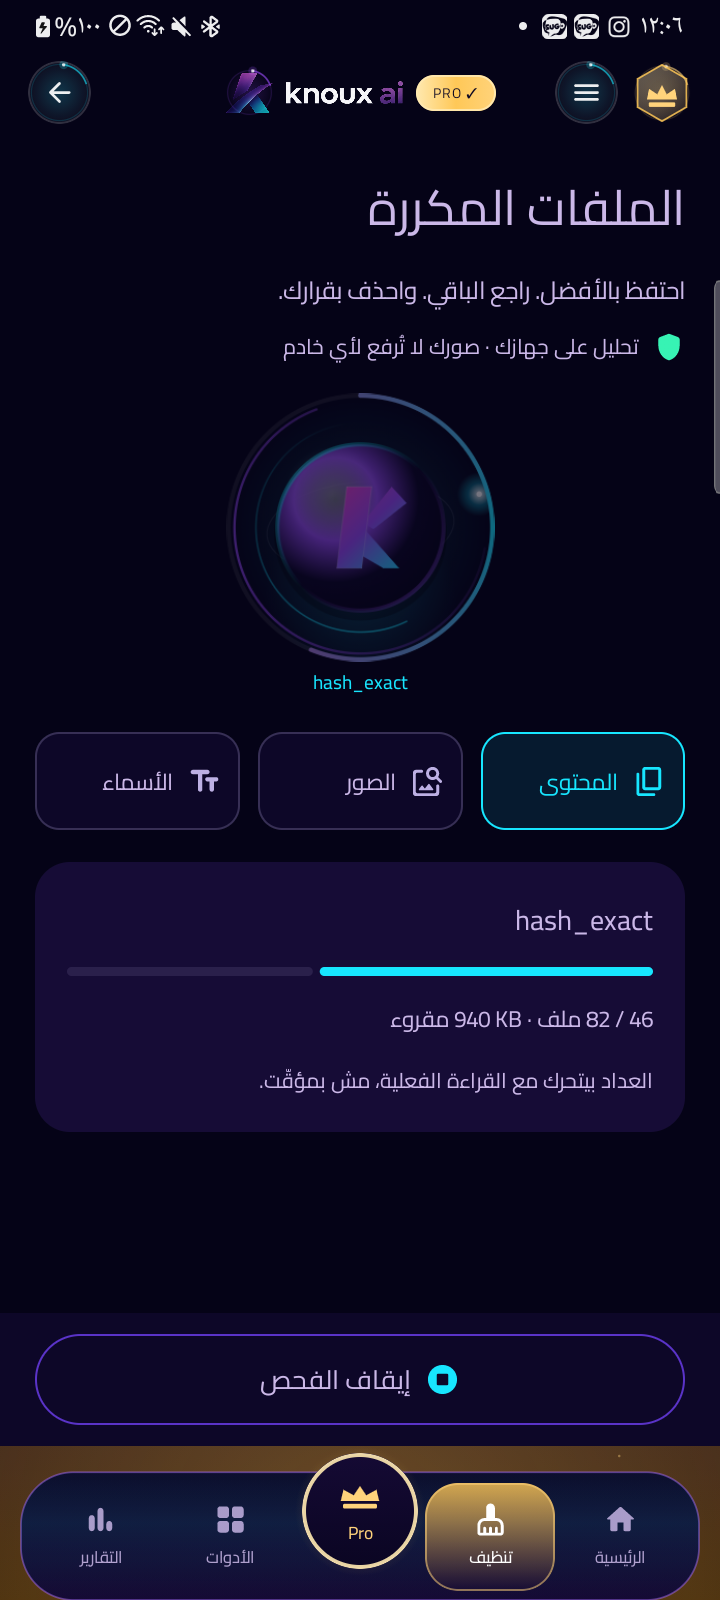 ١٢:٠٦ %١٠٠
knoux ai PRO ✓
الملفات المكررة
احتفظ بالأفضل. راجع الباقي. واحذف بقرارك.
تحليل على جهازك · صورك لا تُرفع لأي خادم
hash_exact
المحتوى الصور الأسماء
hash_exact
46 / 82 ملف · 940 KB مقروء
العداد بيتحرك مع القراءة الفعلية، مش بمؤقّت.
إيقاف الفحص
الرئيسية تنظيف Pro الأدوات التقارير